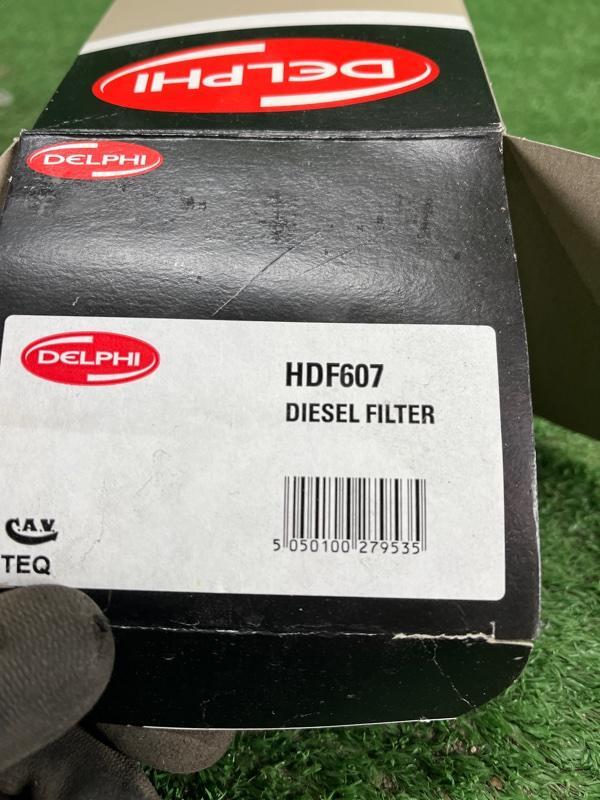 DELPHI
DELPHI
DELPHI
HDF607
DIESEL FILTER
5 050100 279535
C.A.V.
TEQ